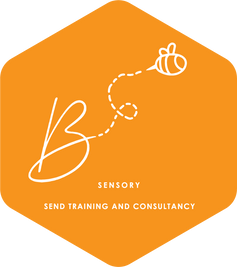 B
SENSORY
SEND TRAINING AND CONSULTANCY